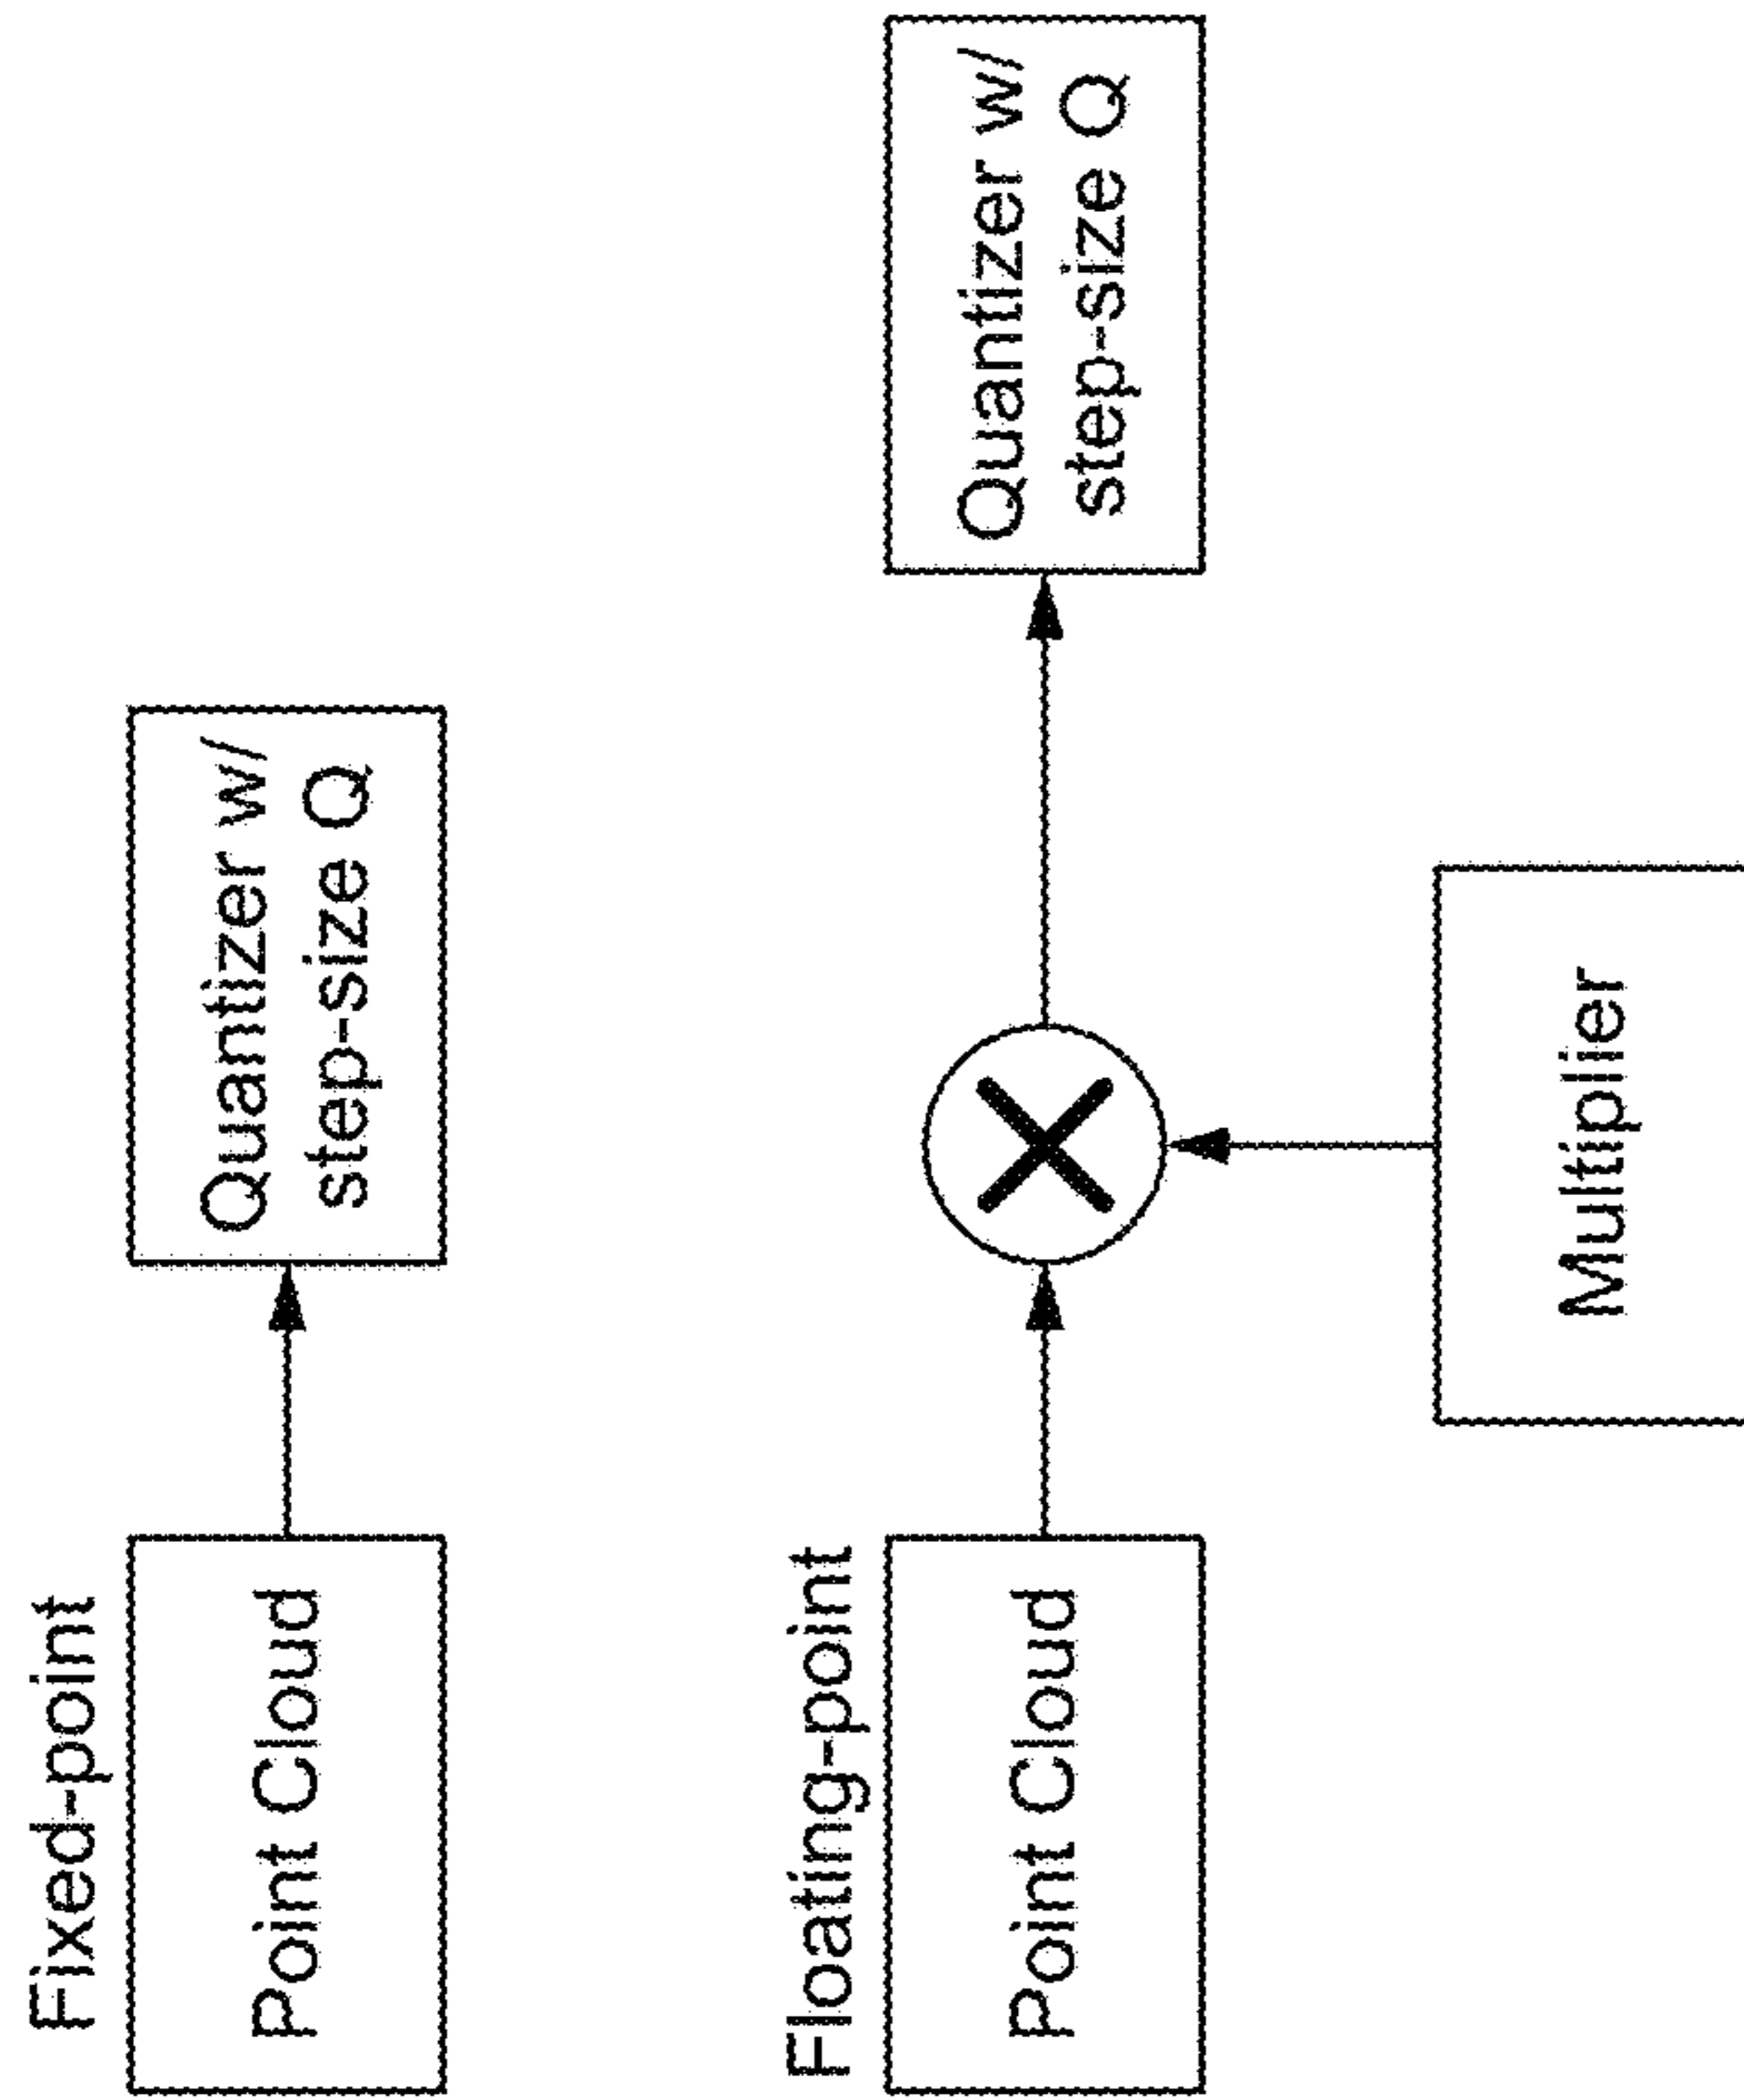 Fixed-point
Point Cloud
Quantizer w/
step-size Q
Floating-point
Point Cloud
Quantizer w/
step-size Q
Multiplier